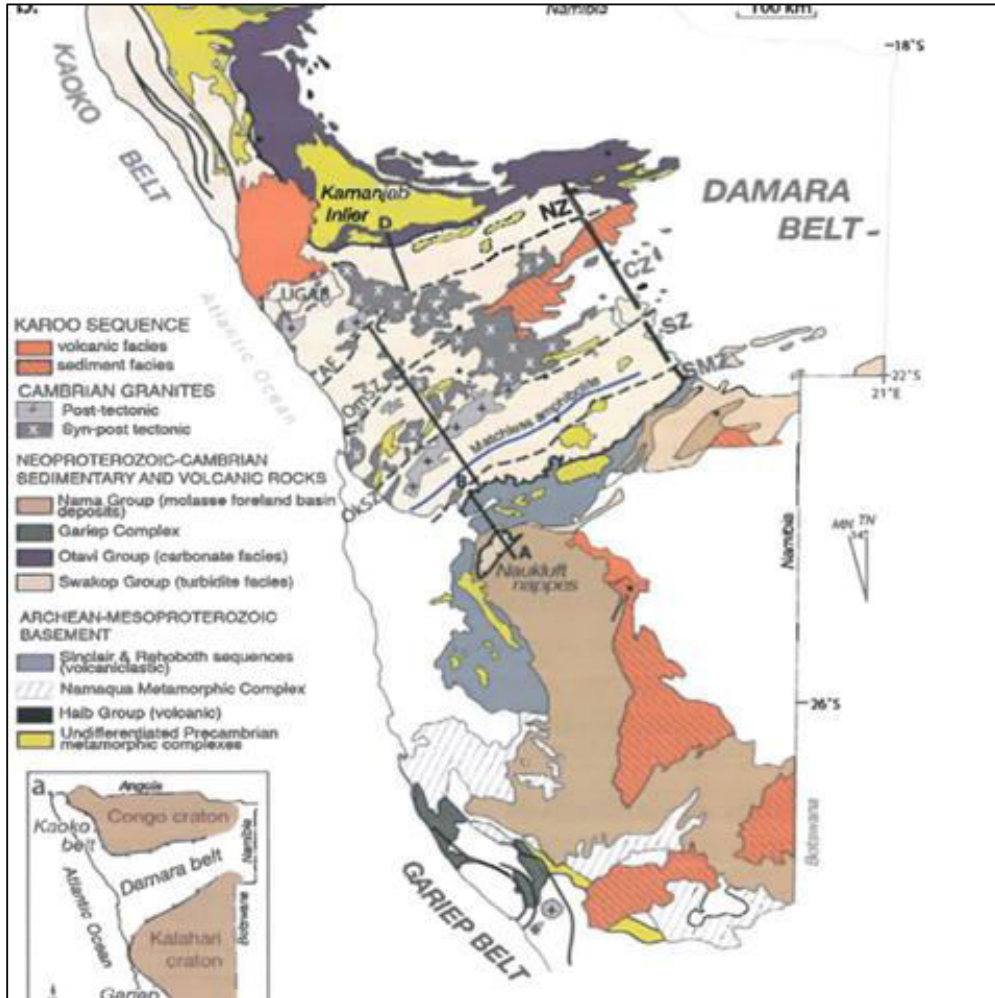 b.
Namibia
100 km
18°S
KAOKO
BELT
Kamanjab
Inlier
D
NZ
DAMARA
BELT
CZ
UGAB
Atlantic Ocean
C
SZ
SMZ
22°S
21°E
AF
OmSZ
Matchless amphibolite
OkSZ
B
A
Naukluft
nappes
MN TN
14°
Namibia
26°S
Botswana
GARIEP BELT
KAROO SEQUENCE
volcanic facies
sediment facies
CAMBRIAN GRANITES
Post-tectonic
Syn-post tectonic
NEOPROTEROZOIC-CAMBRIAN
SEDIMENTARY AND VOLCANIC ROCKS
Nama Group (molasse foreland basin
deposits)
Gariep Complex
Otavi Group (carbonate facies)
Swakop Group (turbidite facies)
ARCHEAN-MESOPROTEROZOIC
BASEMENT
Sinclair & Rehoboth sequences
(volcaniclastic)
Namaqua Metamorphic Complex
Haib Group (volcanic)
Undifferentiated Precambrian
metamorphic complexes
a
Angola
Congo craton
Kaoko
belt
Namibia
Damara belt
Atlantic Ocean
Botswana
Kalahari
craton
Gariep